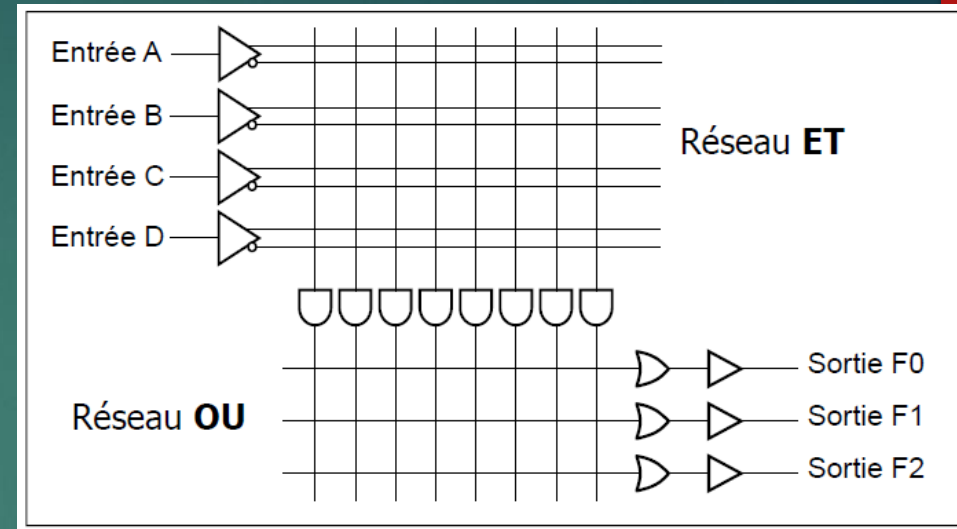 Entrée A
Entrée B
Réseau ET
Entrée C
Entrée D
Sortie F0
Réseau OU
Sortie F1
Sortie F2